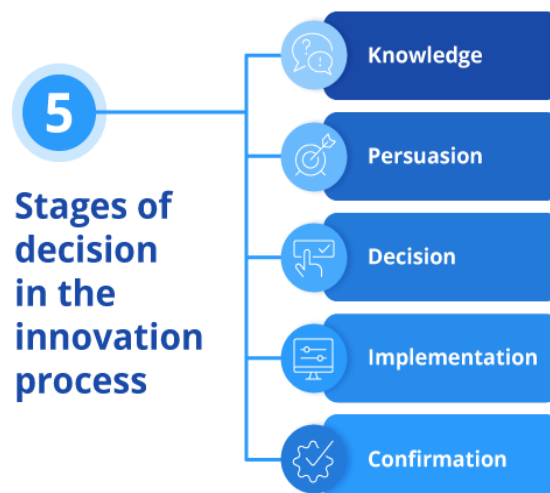 5
Stages of
decision
in the
innovation
process
Knowledge
Persuasion
Decision
Implementation
Confirmation